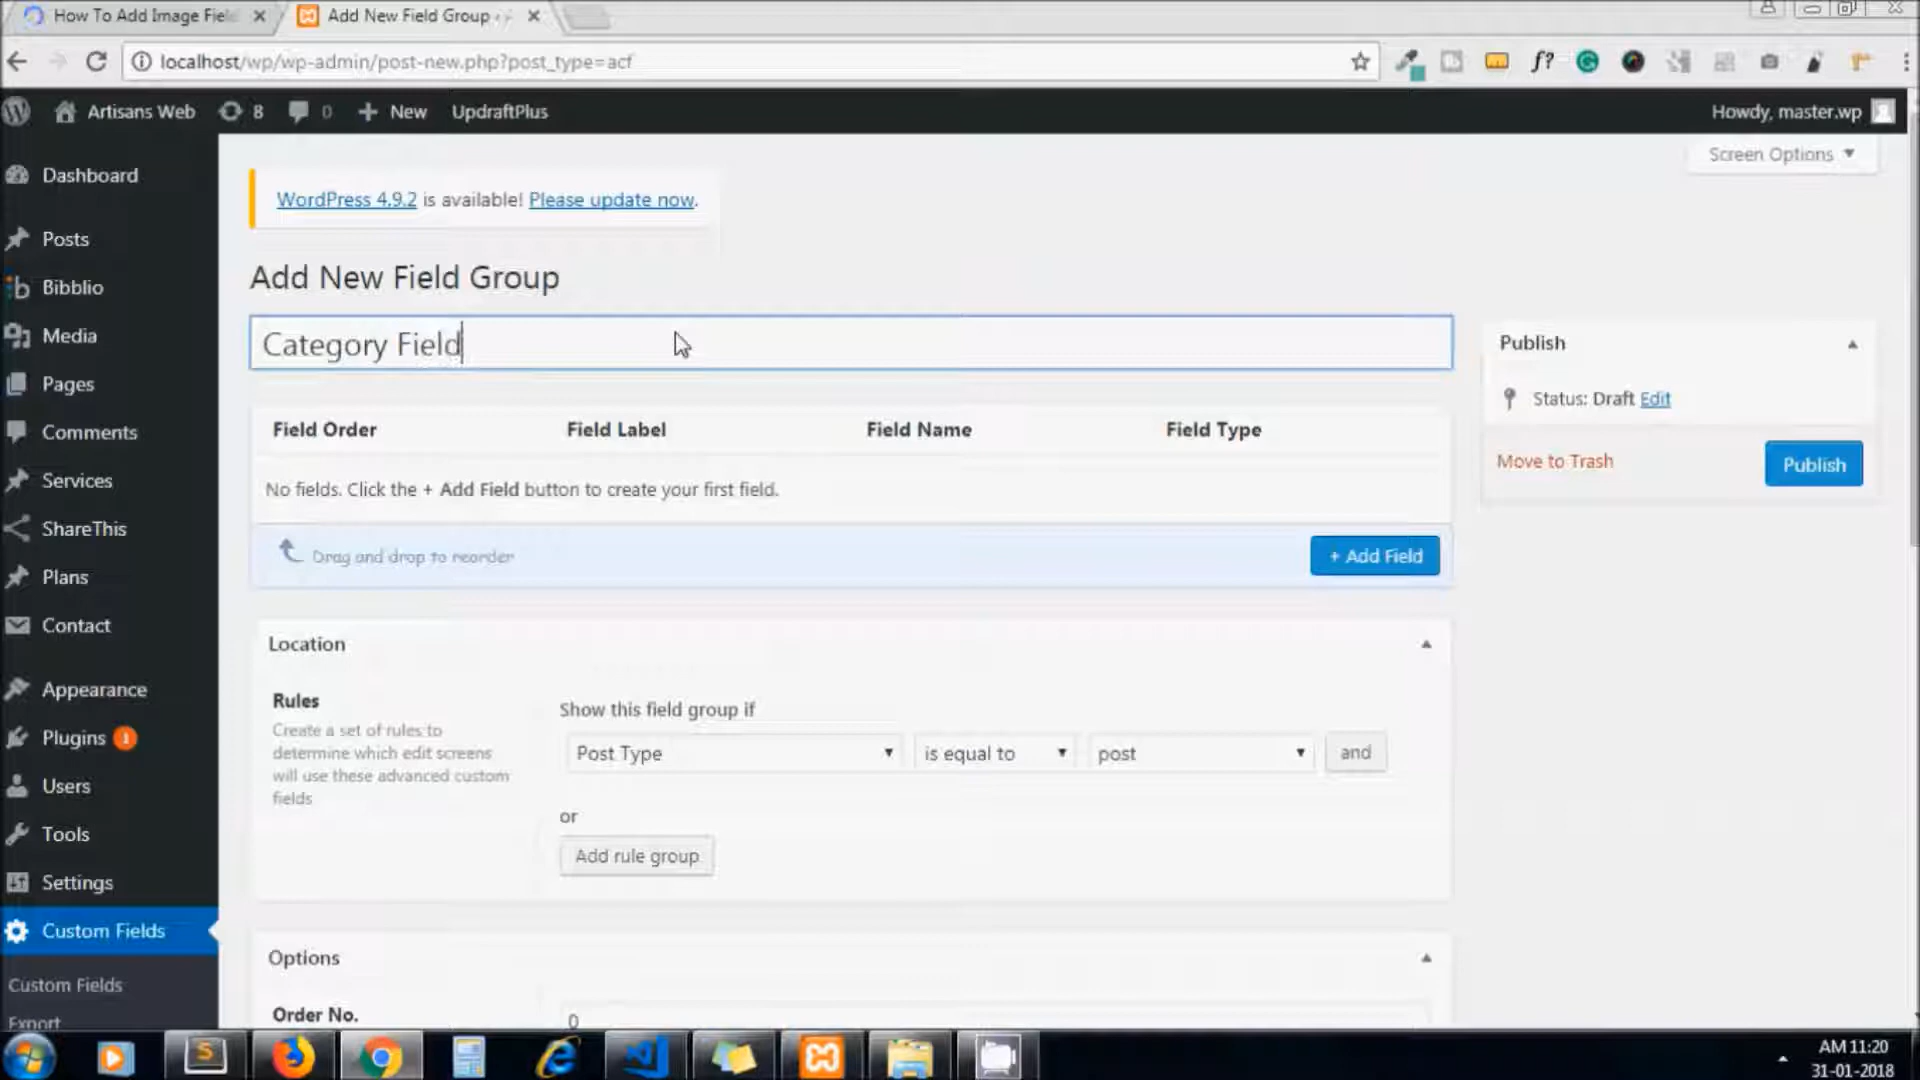 How To Add Image Fiel
Add New Field Group
localhost/wp/wp-admin/post-new.php?post_type=acf
Artisans Web 8 0 New UpdraftPlus Howdy, master.wp
Screen Options
Dashboard
Posts
Bibblio
Media
Pages
Comments
Services
ShareThis
Plans
Contact
Appearance
Plugins 1
Users
Tools
Settings
Custom Fields
Custom Fields
Export
WordPress 4.9.2 is available! Please update now.
Add New Field Group
Category Field
Field Order Field Label Field Name Field Type
No fields. Click the + Add Field button to create your first field.
Drag and drop to reorder
+ Add Field
Location
Rules
Create a set of rules to
determine which edit screens
will use these advanced custom
fields
Show this field group if
Post Type is equal to post and
or
Add rule group
Options
Order No.
0
Publish
Status: Draft Edit
Move to Trash
Publish
AM 11:20
31-01-2018